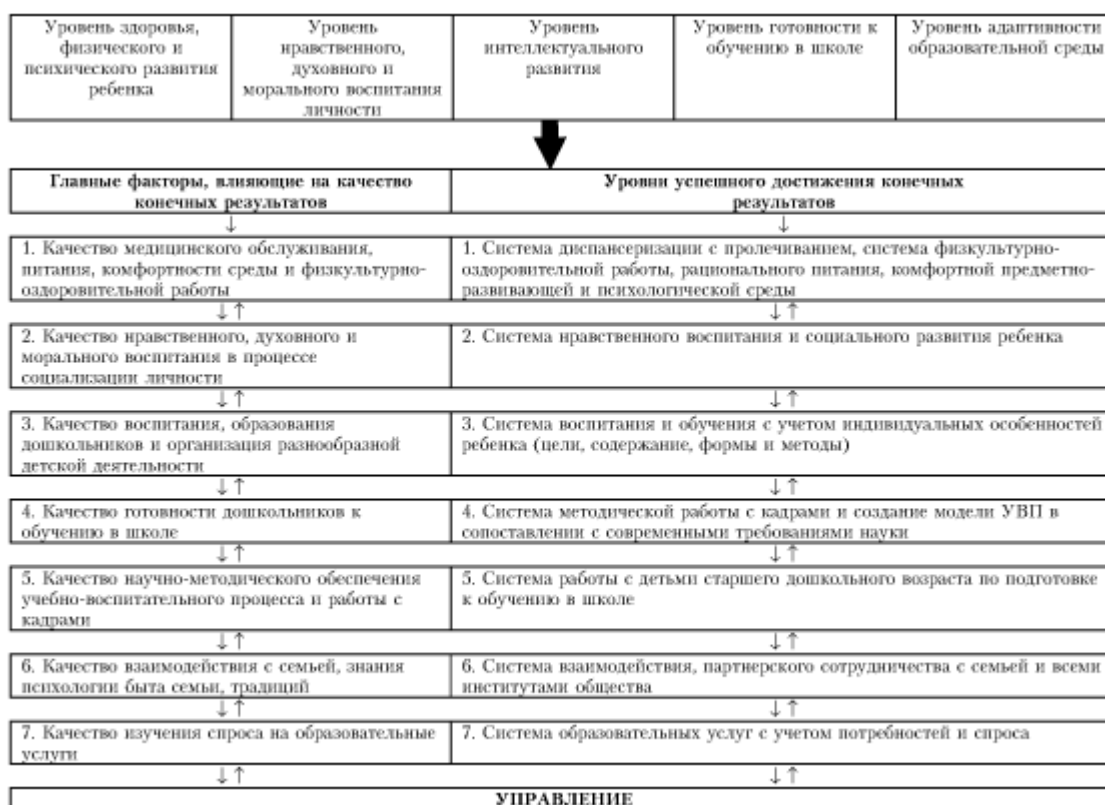 Уровень здоровья,
физического и
психического развития
ребенка
Уровень
нравственного,
духовного и
морального воспитания
личности
Уровень
интеллектуального
развития
Уровень готовности к
обучению в школе
Уровень адаптивности
образовательной среды
Главные факторы, влияющие на качество
конечных результатов
Уровни успешного достижения конечных
результатов
↓
↓
1. Качество медицинского обслуживания,
питания, комфортности среды и физкультурно-
оздоровительной работы
1. Система диспансеризации с пролечиванием, система физкультурно-
оздоровительной работы, рационального питания, комфортной предметно-
развивающей и психологической среды
↓↑
↓↑
2. Качество нравственного, духовного и
морального воспитания в процессе
социализации личности
2. Система нравственного воспитания и социального развития ребенка
↓↑
↓↑
3. Качество воспитания, образования
дошкольников и организация разнообразной
детской деятельности
3. Система воспитания и обучения с учетом индивидуальных особенностей
ребенка (цели, содержание, формы и методы)
↓↑
↓↑
4. Качество готовности дошкольников к
обучению в школе
4. Система методической работы с кадрами и создание модели УВП в
сопоставлении с современными требованиями науки
↓↑
↓↑
5. Качество научно-методического обеспечения
учебно-воспитательного процесса и работы с
кадрами
5. Система работы с детьми старшего дошкольного возраста по подготовке
к обучению в школе
↓↑
↓↑
6. Качество взаимодействия с семьей, знания
психологии быта семьи, традиций
6. Система взаимодействия, партнерского сотрудничества с семьей и всеми
институтами общества
↓↑
↓↑
7. Качество изучения спроса на образовательные
услуги
7. Система образовательных услуг с учетом потребностей и спроса
↓↑
↓↑
УПРАВЛЕНИЕ